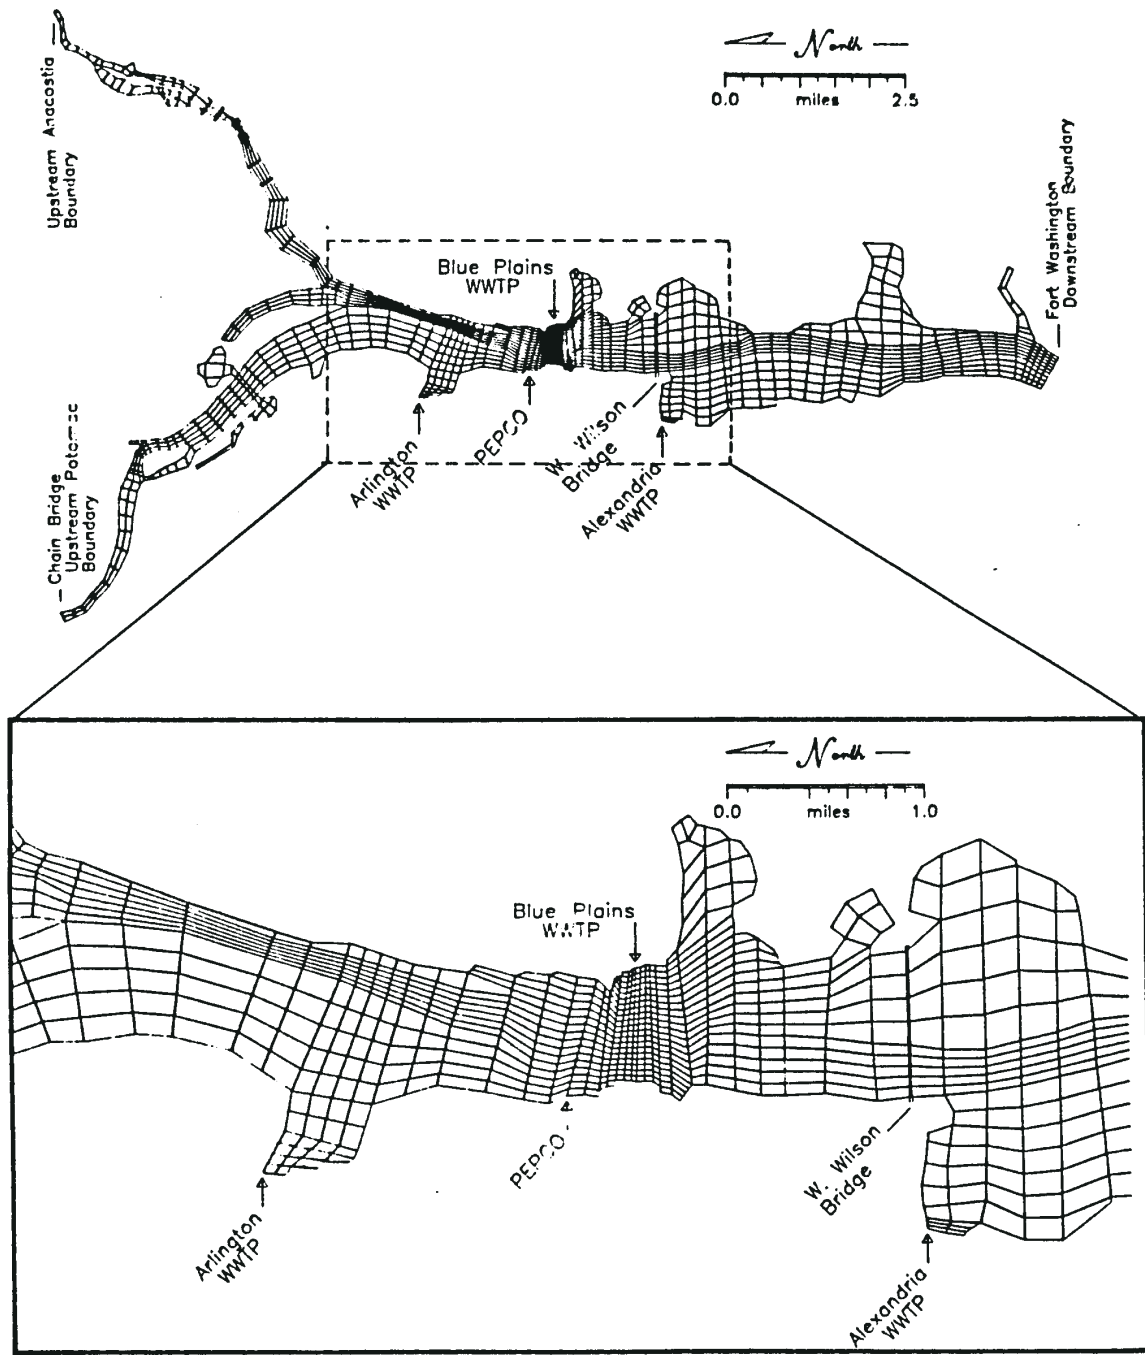 North
0.0 miles 2.5
Upstream Anacostia
Boundary
Fort Washington
Downstream Boundary
Blue Plains
WWTP
PEPCO
W. Wilson
Bridge
Arlington
WWTP
Alexandria
WWTP
Chain Bridge
Upstream Potomac
Boundary
North
0.0 miles 1.0
Blue Plains
WWTP
PEPCO
W. Wilson
Bridge
Arlington
WWTP
Alexandria
WWTP